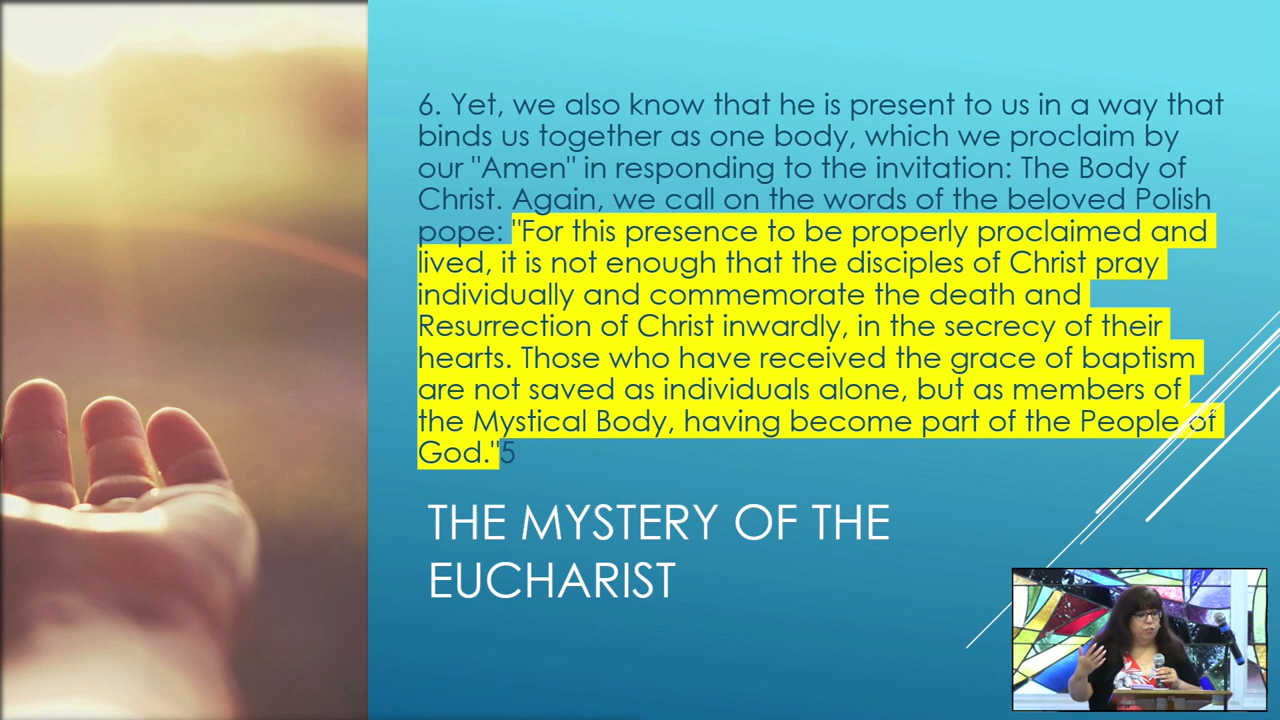 6. Yet, we also know that he is present to us in a way that
binds us together as one body, which we proclaim by
our "Amen" in responding to the invitation: The Body of
Christ. Again, we call on the words of the beloved Polish
pope: "For this presence to be properly proclaimed and
lived, it is not enough that the disciples of Christ pray
individually and commemorate the death and
Resurrection of Christ inwardly, in the secrecy of their
hearts. Those who have received the grace of baptism
are not saved as individuals alone, but as members of
the Mystical Body, having become part of the People of
God."5
THE MYSTERY OF THE
EUCHARIST